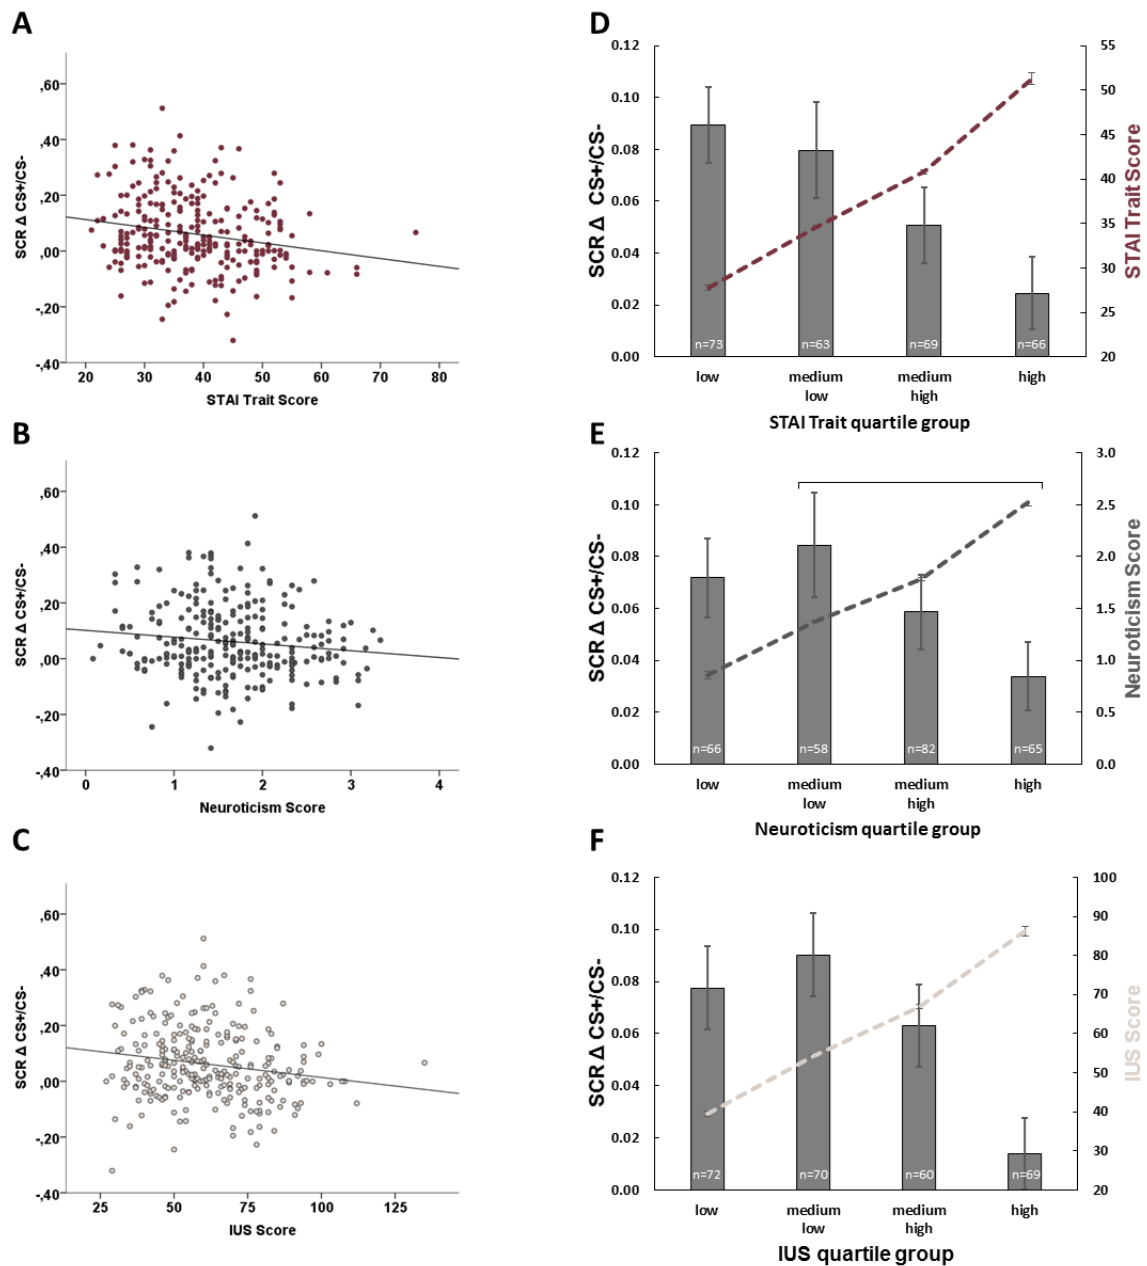 A
SCR Δ CS+/CS-
,60
,40
,20
,00
-,20
-,40
20 30 40 50 60 70 80
STAI Trait Score
D
SCR Δ CS+/CS-
0.12
0.10
0.08
0.06
0.04
0.02
0.00
n=73 n=63 n=69 n=66
low medium low medium high high
STAI Trait quartile group
55
50
45
40
35
30
25
20
STAI Trait Score
B
SCR Δ CS+/CS-
,60
,40
,20
,00
-,20
-,40
0 1 2 3 4
Neuroticism Score
E
SCR Δ CS+/CS-
0.12
0.10
0.08
0.06
0.04
0.02
0.00
n=66 n=58 n=82 n=65
low medium low medium high high
Neuroticism quartile group
3.0
2.5
2.0
1.5
1.0
0.5
0.0
Neuroticism Score
C
SCR Δ CS+/CS-
,60
,40
,20
,00
-,20
-,40
25 50 75 100 125
IUS Score
F
SCR Δ CS+/CS-
0.12
0.10
0.08
0.06
0.04
0.02
0.00
n=72 n=70 n=60 n=69
low medium low medium high high
IUS quartile group
100
90
80
70
60
50
40
30
20
IUS Score